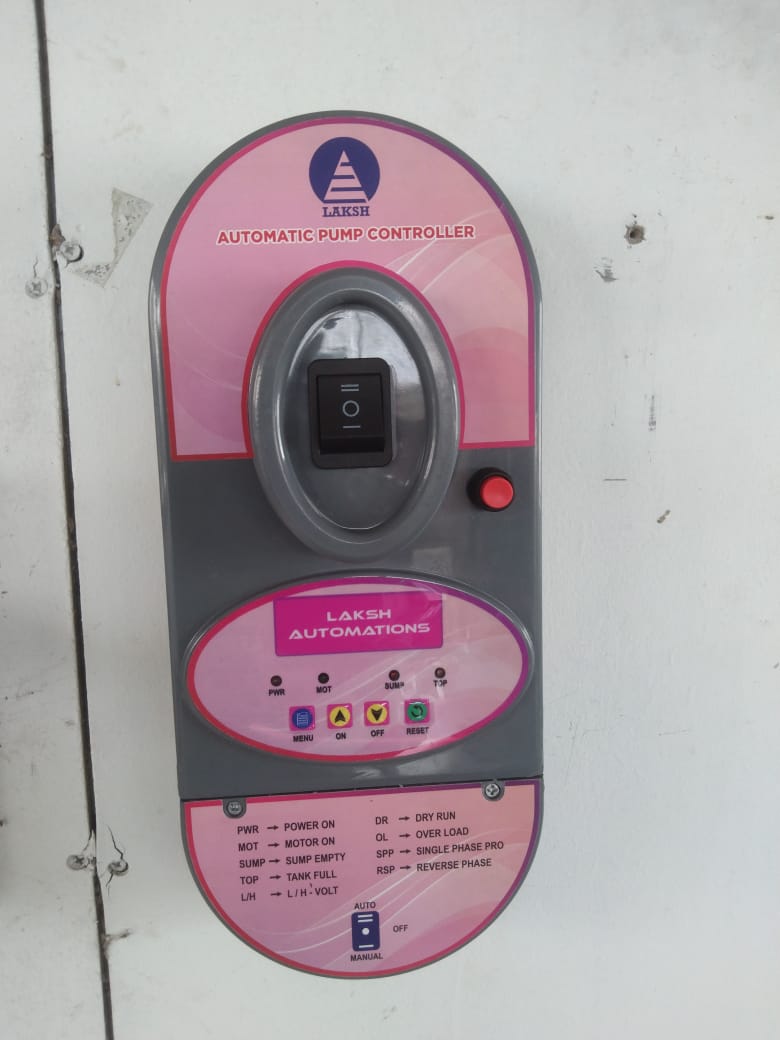 LAKSH
AUTOMATIC PUMP CONTROLLER
LAKSH
AUTOMATIONS
PWR
MOT
SUMP
TOP
MENU
ON
OFF
RESET
PWR → POWER ON
MOT → MOTOR ON
SUMP → SUMP EMPTY
TOP → TANK FULL
L/H → L / H - VOLT
DR → DRY RUN
OL → OVER LOAD
SPP → SINGLE PHASE PRO
RSP → REVERSE PHASE
AUTO
OFF
MANUAL